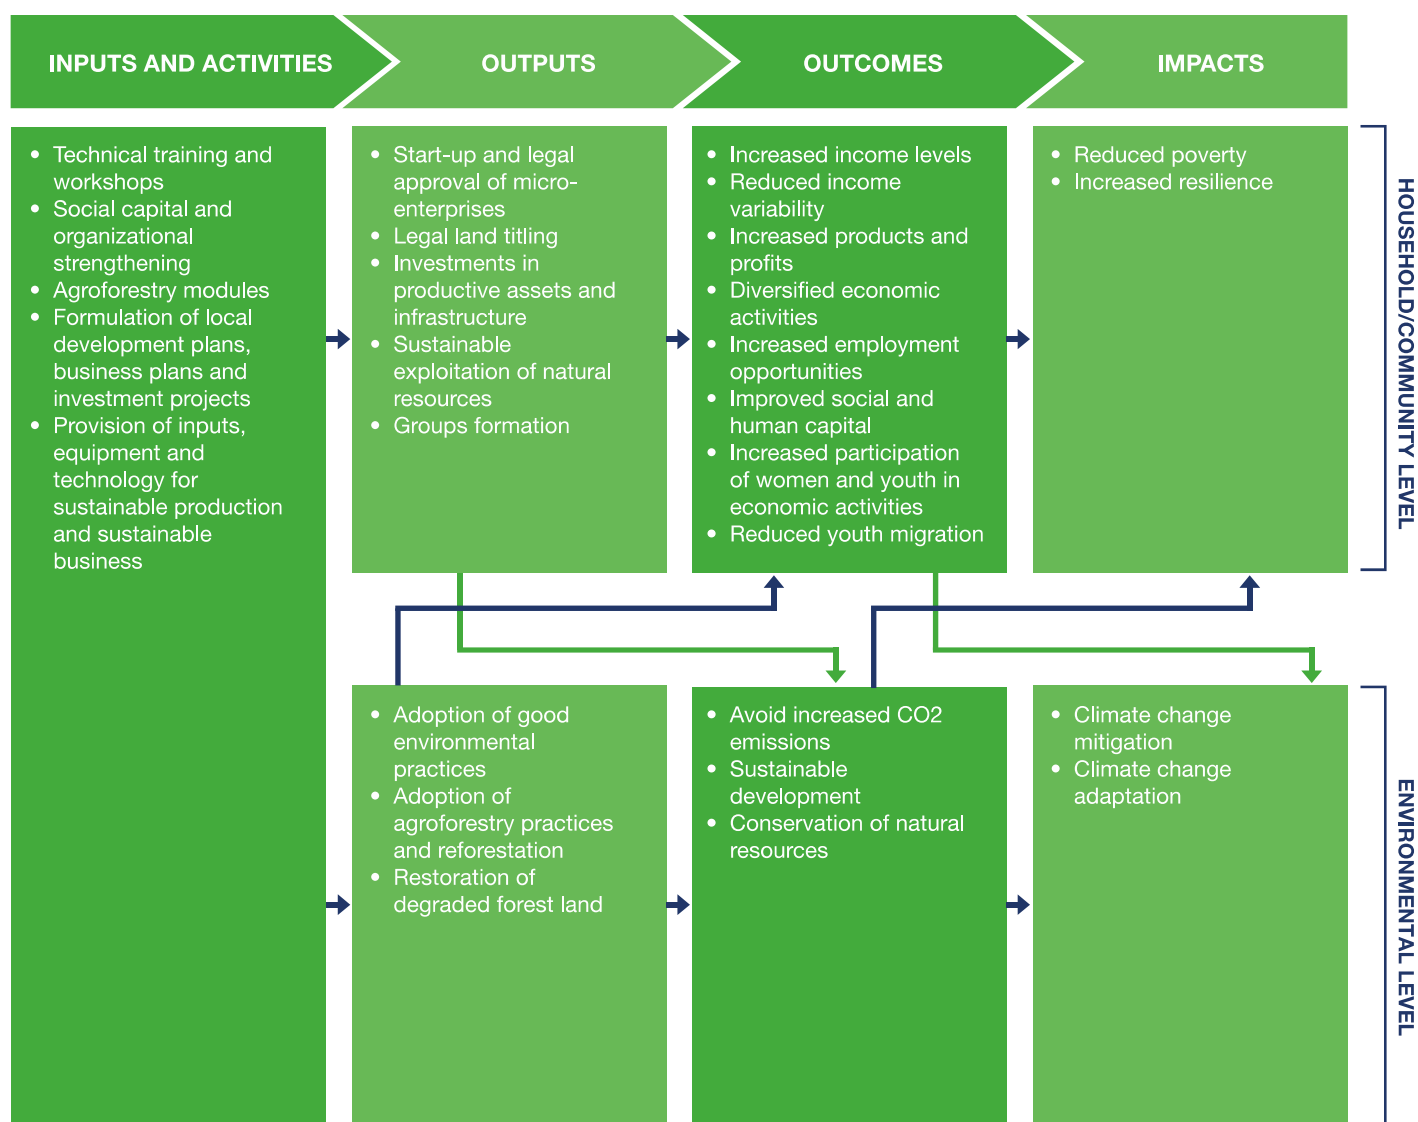 INPUTS AND ACTIVITIES
OUTPUTS
OUTCOMES
IMPACTS
• Technical training and
workshops
• Social capital and
organizational
strengthening
• Agroforestry modules
• Formulation of local
development plans,
business plans and
investment projects
• Provision of inputs,
equipment and
technology for
sustainable production
and sustainable
business
• Start-up and legal
approval of micro-
enterprises
• Legal land titling
• Investments in
productive assets and
infrastructure
• Sustainable
exploitation of natural
resources
• Groups formation
• Increased income levels
• Reduced income
variability
• Increased products and
profits
• Diversified economic
activities
• Increased employment
opportunities
• Improved social and
human capital
• Increased participation
of women and youth in
economic activities
• Reduced youth migration
• Reduced poverty
• Increased resilience
HOUSEHOLD/COMMUNITY LEVEL
• Adoption of good
environmental
practices
• Adoption of
agroforestry practices
and reforestation
• Restoration of
degraded forest land
• Avoid increased CO2
emissions
• Sustainable
development
• Conservation of natural
resources
• Climate change
mitigation
• Climate change
adaptation
ENVIRONMENTAL LEVEL